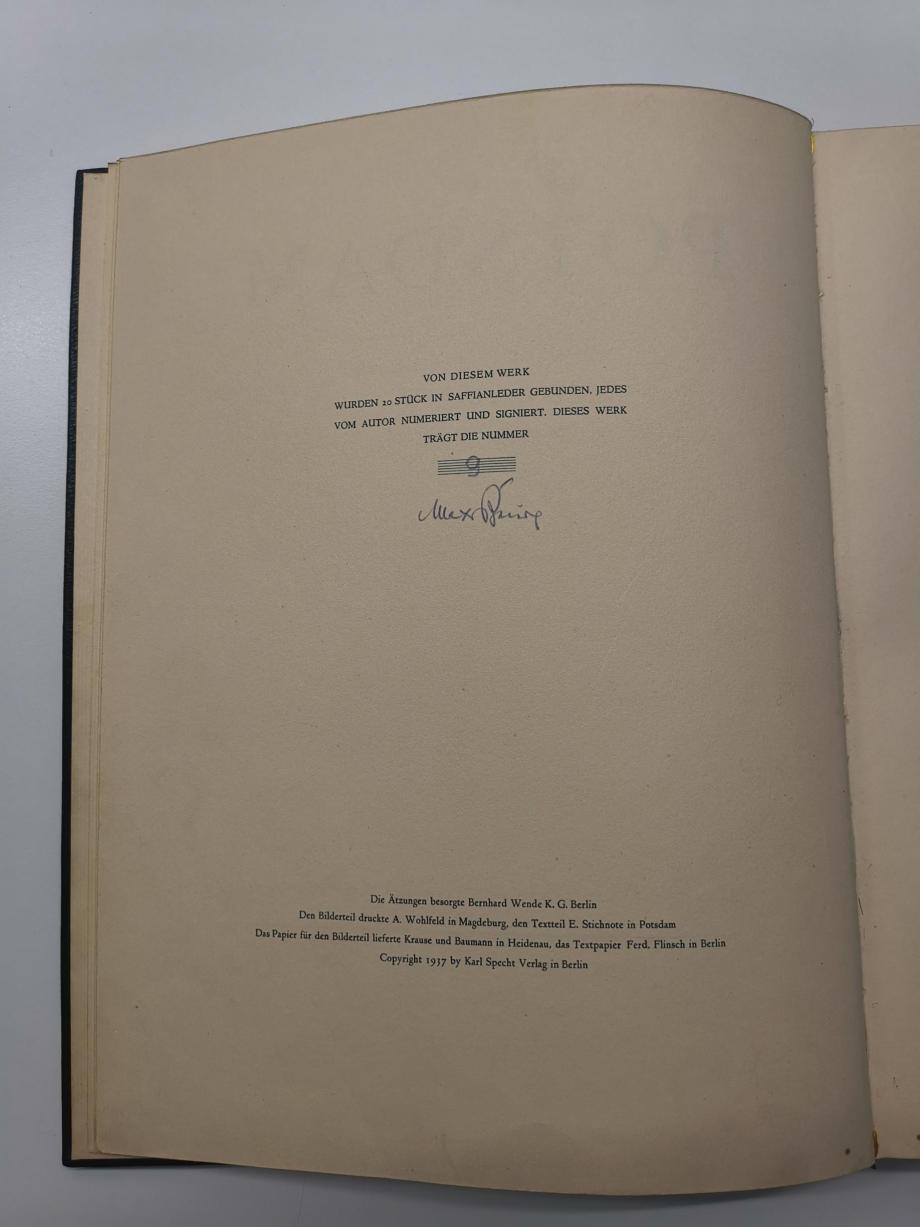 VON DIESEM WERK
WURDEN 20 STÜCK IN SAFFIANLEDER GEBUNDEN, JEDES
VOM AUTOR NUMERIERT UND SIGNIERT. DIESES WERK
TRÄGT DIE NUMMER
9
Max
Die Ätzungen besorgte Bernhard Wende K. G. Berlin
Den Bilderteil druckte A. Wohlfeld in Magdeburg, den Textteil E. Stichnote in Potsdam
Das Papier für den Bilderteil lieferte Krause und Baumann in Heidenau, das Textpapier Ferd. Flinsch in Berlin
Copyright 1937 by Karl Specht Verlag in Berlin